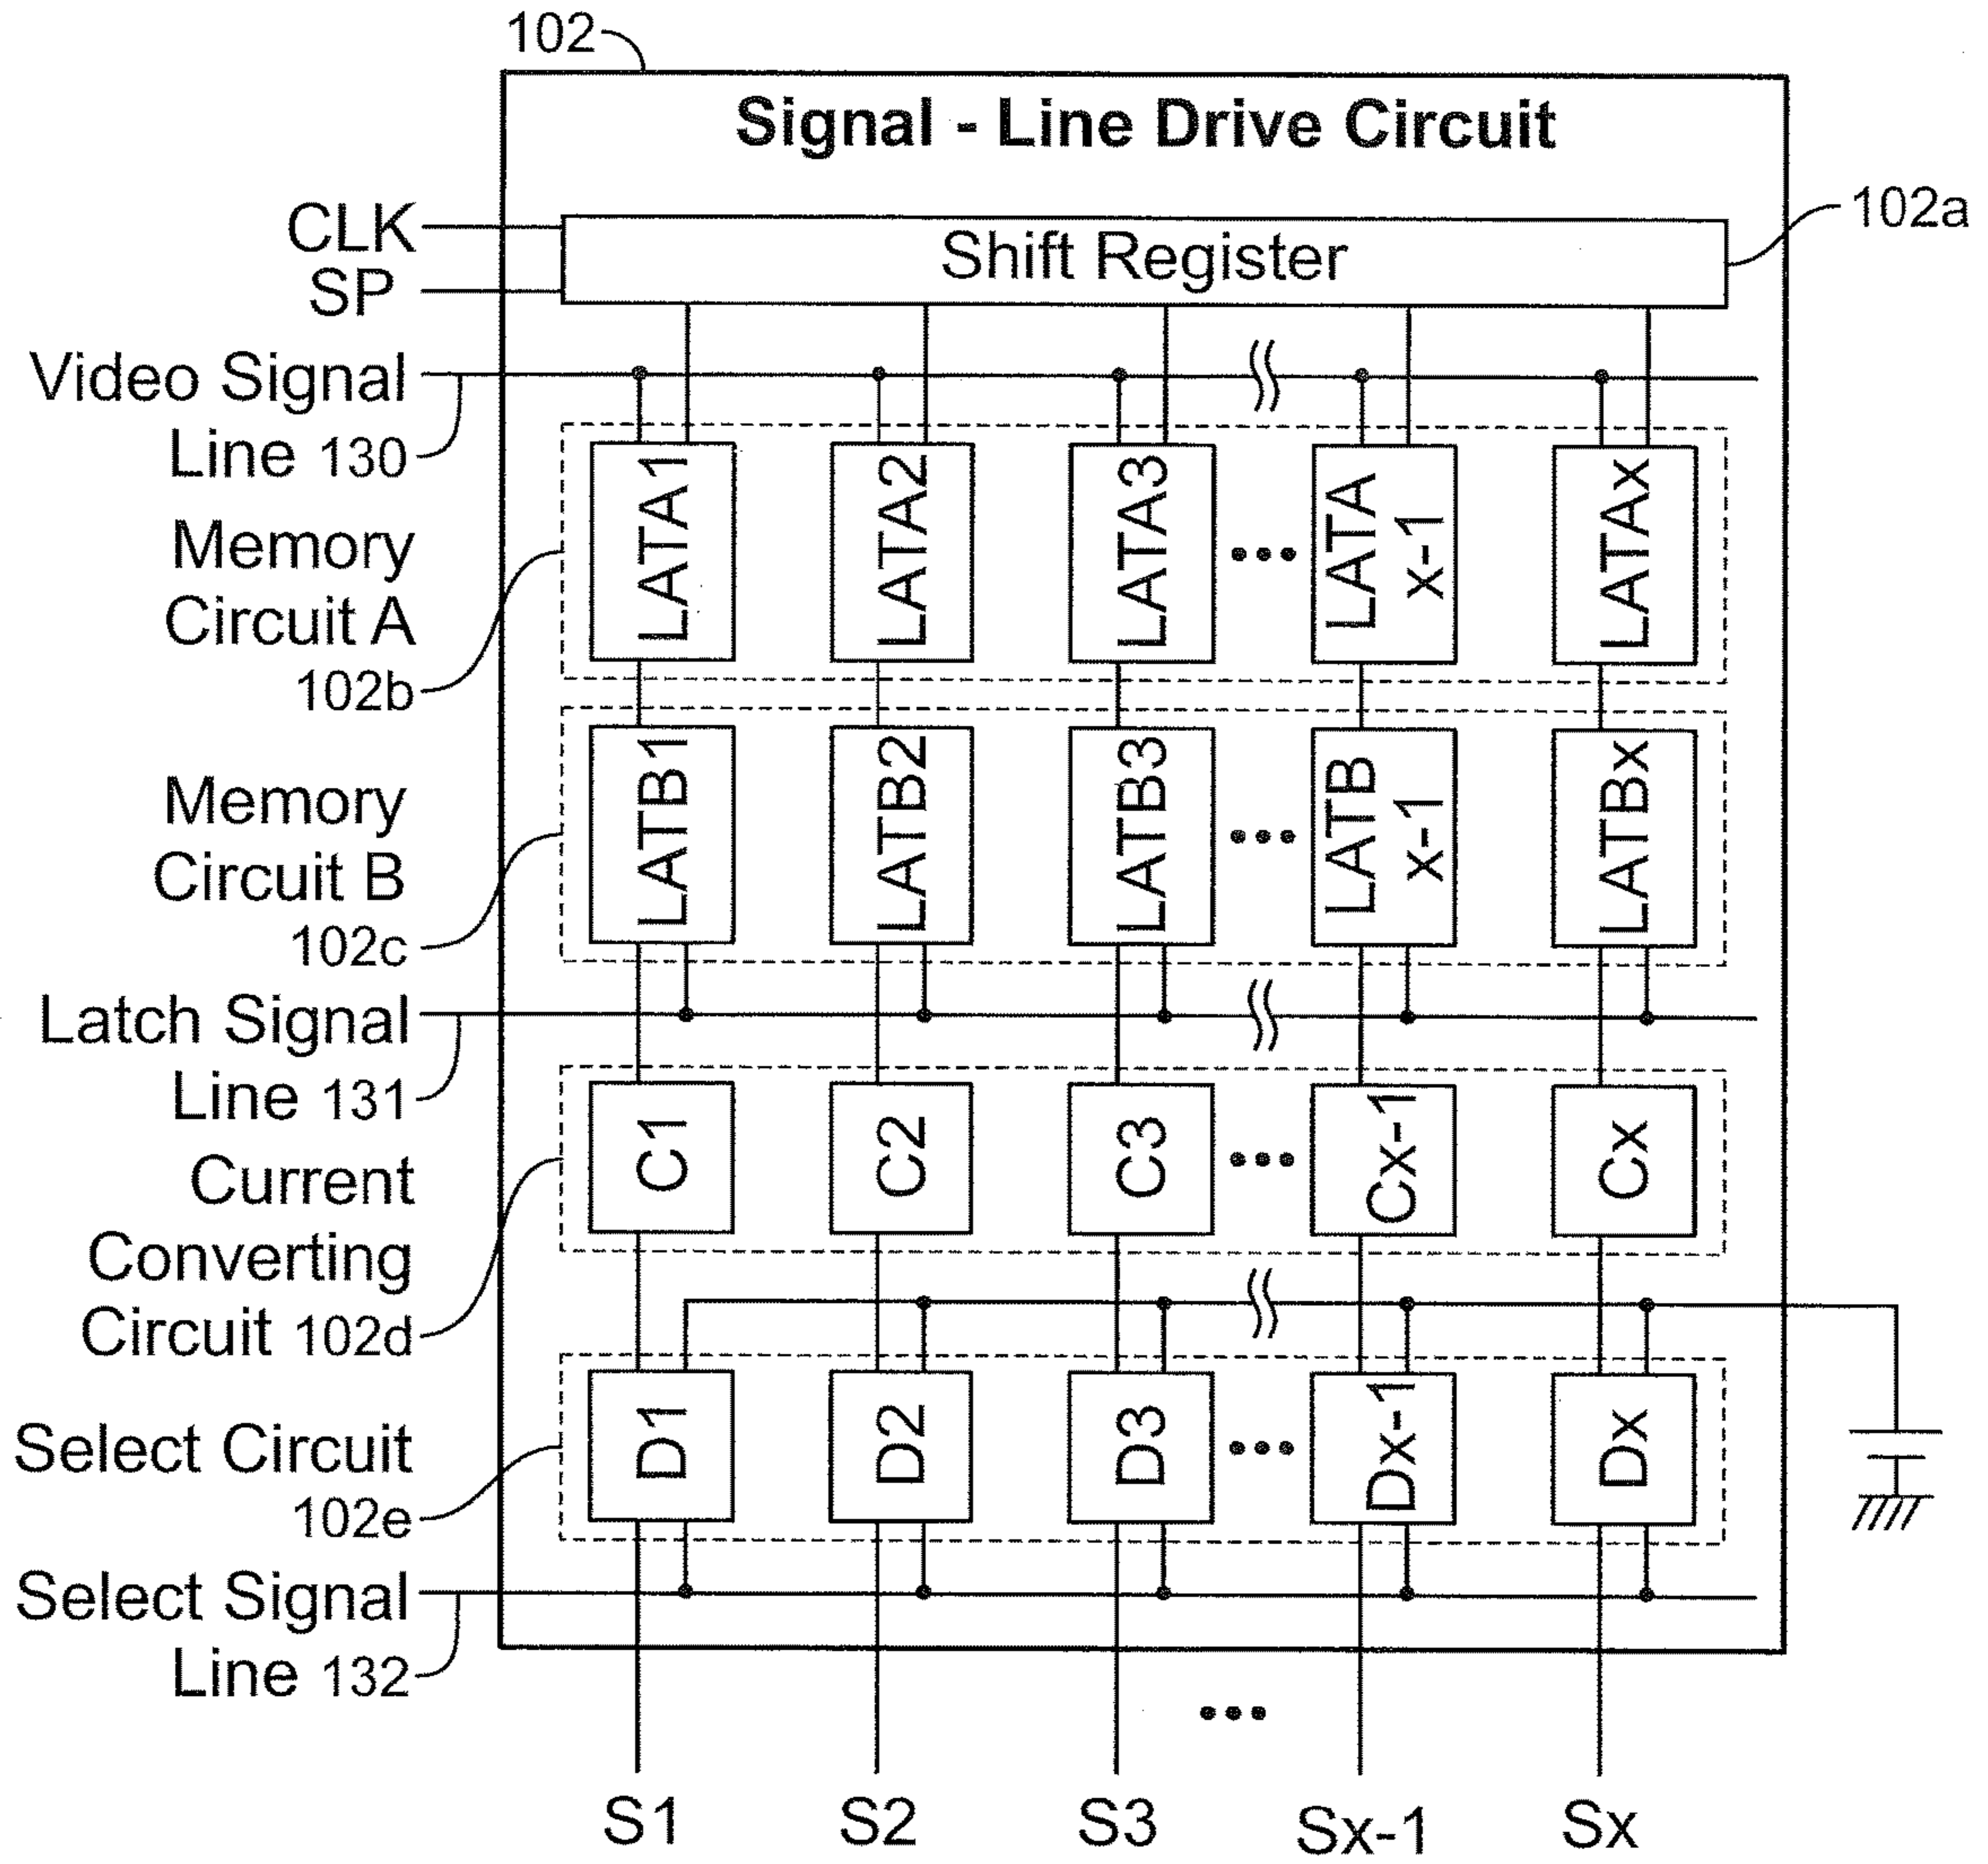 102
Signal - Line Drive Circuit
102a
CLK
SP
Shift Register
Video Signal
Line 130
Memory
Circuit A
102b
LATA1
LATA2
LATA3
LATA
x-1
LATAx
Memory
Circuit B
102c
LATB1
LATB2
LATB3
LATB
x-1
LATBx
Latch Signal
Line 131
Current
Converting
Circuit 102d
C1
C2
C3
Cx-1
Cx
Select Circuit
102e
D1
D2
D3
Dx-1
Dx
Select Signal
Line 132
S1
S2
S3
Sx-1
Sx